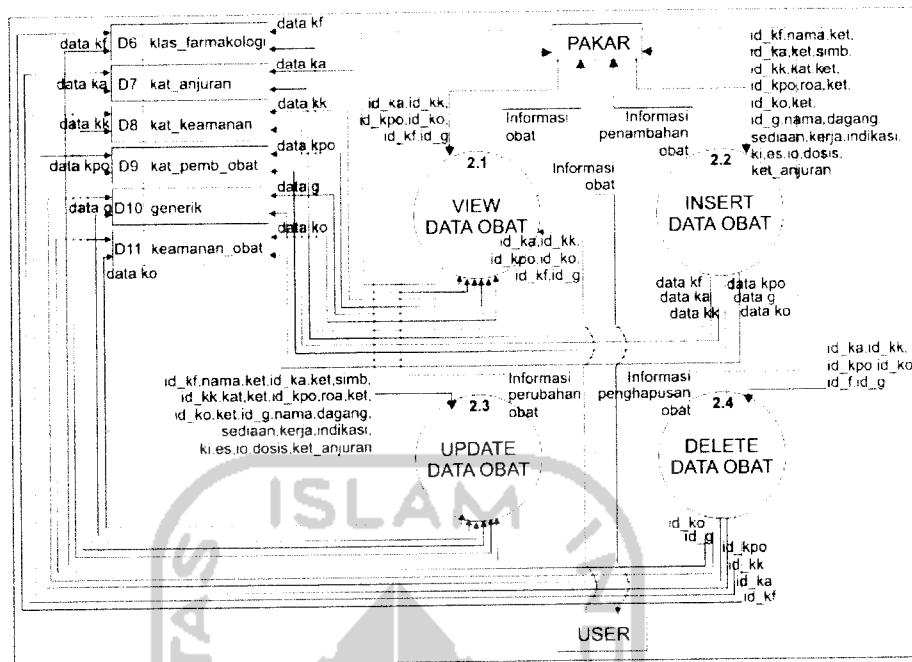 data kf
D6 klas_farmakologi
data kf
data ka
D7 kat_anjuran
data ka
data kk
D8 kat_keamanan
data kk
data kpo
D9 kat_pemb_obat
data kpo
data g
D10 generik
data g
data ko
D11 keamanan_obat
data ko
PAKAR
id_kf,nama,ket,
id_ka,ket,simb,
id_kk,kat,ket,
id_kpo,roa,ket,
id_ko,ket,
id_g,nama,dagang,
sediaan,kerja,indikasi,
ki,es,io,dosis,
ket_anjuran
id_ka,id_kk,
id_kpo,id_ko,
id_kf,id_g
Informasi
obat
Informasi
penambahan
obat
Informasi
obat
2.1
VIEW
DATA OBAT
2.2
INSERT
DATA OBAT
id_ka,id_kk,
id_kpo,id_ko,
id_kf,id_g
data kf
data ka
data kk
data kpo
data g
data ko
id_kf,nama,ket,id_ka,ket,simb,
id_kk,kat,ket,id_kpo,roa,ket,
id_ko,ket,id_g,nama,dagang,
sediaan,kerja,indikasi,
ki,es,io,dosis,ket_anjuran
Informasi
perubahan
obat
Informasi
penghapusan
obat
id_ka,id_kk,
id_kpo,id_ko
id_f,id_g
2.3
UPDATE
DATA OBAT
2.4
DELETE
DATA OBAT
id_ko
id_g
id_kpo
id_kk
id_ka
id_kf
USER
ISLAM
TAS